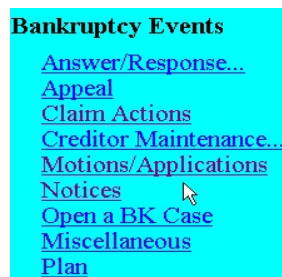 Bankruptcy Events
Answer/Response...
Appeal
Claim Actions
Creditor Maintenance...
Motions/Applications
Notices
Open a BK Case
Miscellaneous
Plan